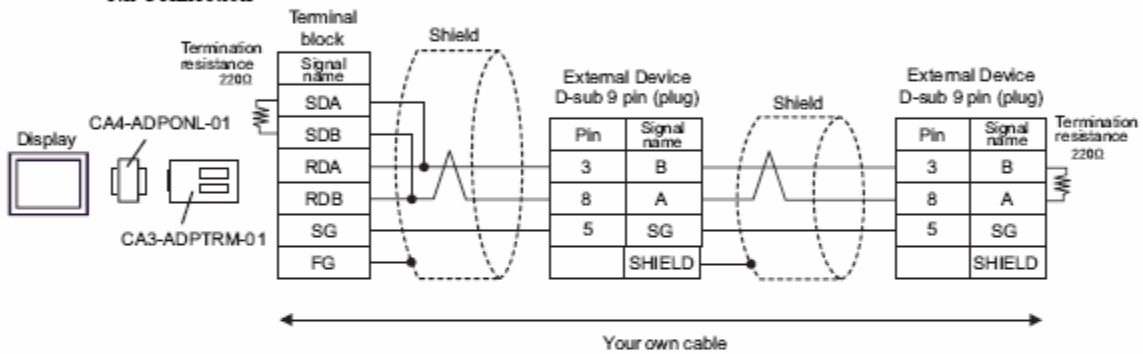 Terminal
block
Shield
Termination
resistance
220Ω
Signal
name
SDA
SDB
RDA
RDB
SG
FG
Display
CA4-ADPONL-01
CA3-ADPTRM-01
External Device
D-sub 9 pin (plug)
Pin
Signal
name
3
B
8
A
5
SG
SHIELD
Shield
External Device
D-sub 9 pin (plug)
Pin
Signal
name
3
B
8
A
5
SG
SHIELD
Termination
resistance
220Ω
Your own cable